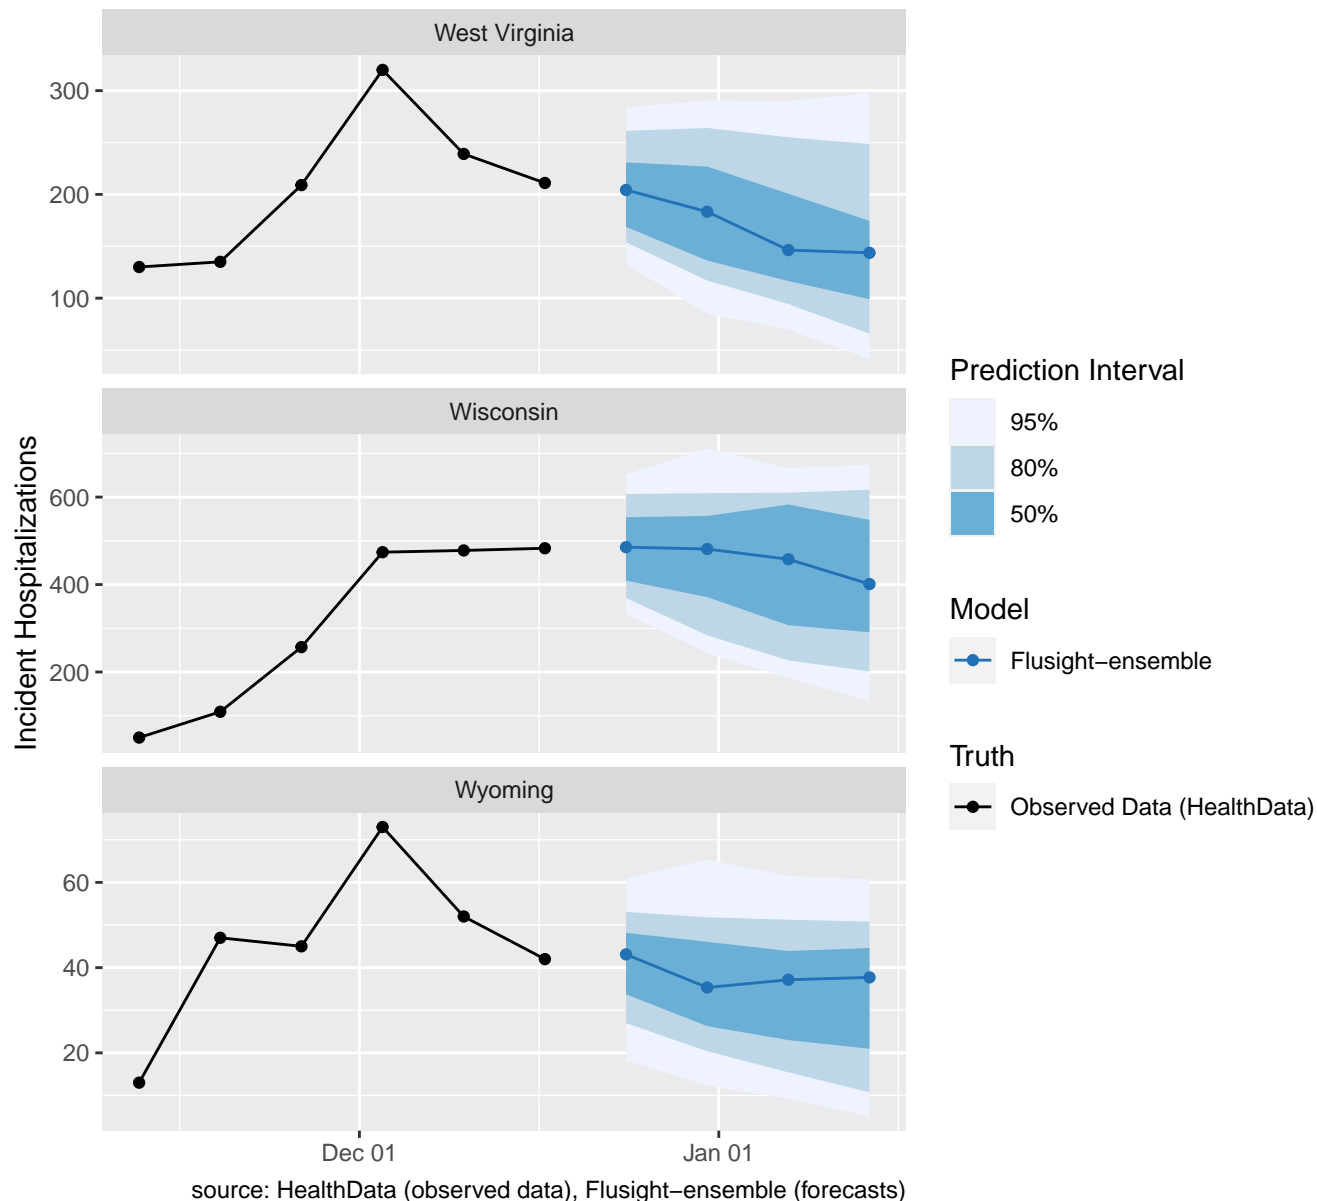 West Virginia
300
200
100
Wisconsin
600
400
200
Wyoming
60
40
20
Dec 01
Jan 01
Incident Hospitalizations
source: HealthData (observed data), Flusight−ensemble (forecasts)
Prediction Interval
95%
80%
50%
Model
Flusight−ensemble
Truth
Observed Data (HealthData)